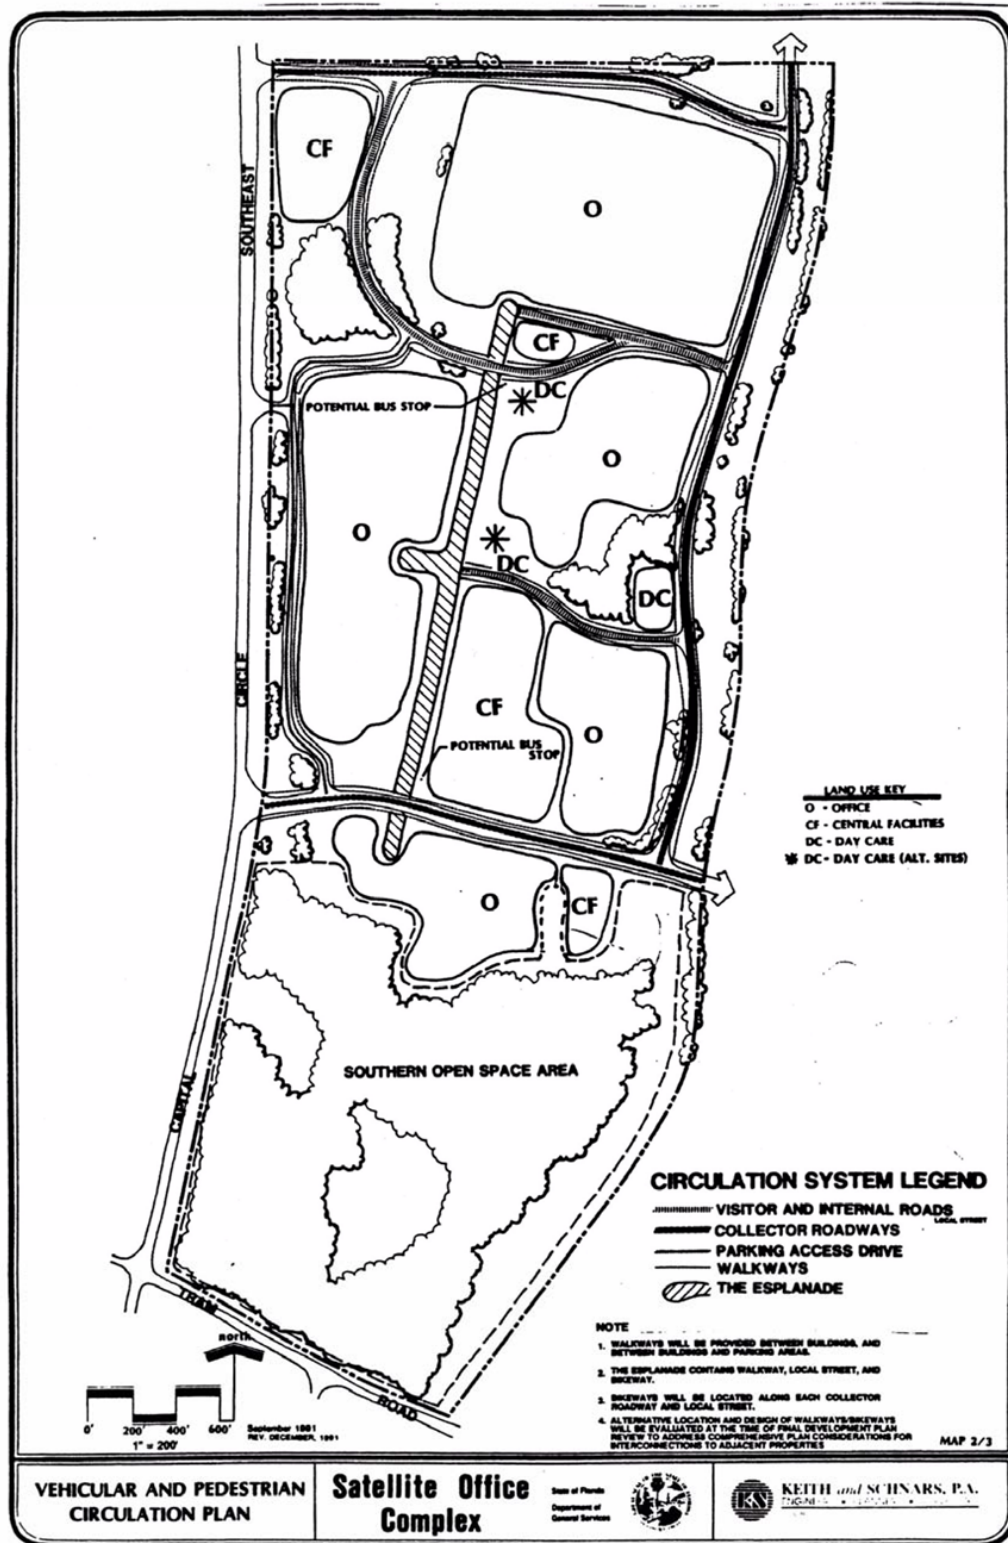 CF
O
SOUTHEAST
CF
DC
POTENTIAL BUS STOP
O
O
DC
DC
CIRCLE
CF
O
POTENTIAL BUS
STOP
LAND USE KEY
O - OFFICE
CF - CENTRAL FACILITIES
DC - DAY CARE
DC - DAY CARE (ALT. SITES)
O
CF
SOUTHERN OPEN SPACE AREA
CAPITAL
CIRCULATION SYSTEM LEGEND
VISITOR AND INTERNAL ROADS
LOCAL STREET
COLLECTOR ROADWAYS
PARKING ACCESS DRIVE
WALKWAYS
THE ESPLANADE
TRAM
ROAD
north
NOTE
1. WALKWAYS WILL BE PROVIDED BETWEEN BUILDINGS, AND
BETWEEN BUILDINGS AND PARKING AREAS.
2. THE ESPLANADE CONTAINS WALKWAY, LOCAL STREET, AND
BIKEWAY.
3. BIKEWAYS WILL BE LOCATED ALONG EACH COLLECTOR
ROADWAY AND LOCAL STREET.
4. ALTERNATIVE LOCATION AND DESIGN OF WALKWAYS/BIKEWAYS
WILL BE EVALUATED AT THE TIME OF FINAL DEVELOPMENT PLAN
REVIEW TO ADDRESS COMPREHENSIVE PLAN CONSIDERATIONS FOR
INTERCONNECTIONS TO ADJACENT PROPERTIES
0' 200' 400' 600'
1" = 200'
September 1991
REV. DECEMBER, 1991
MAP 2/3
VEHICULAR AND PEDESTRIAN
CIRCULATION PLAN
Satellite Office
Complex
State of Florida
Department of
General Services
KS
KEITH and SCHNARS, P.A.